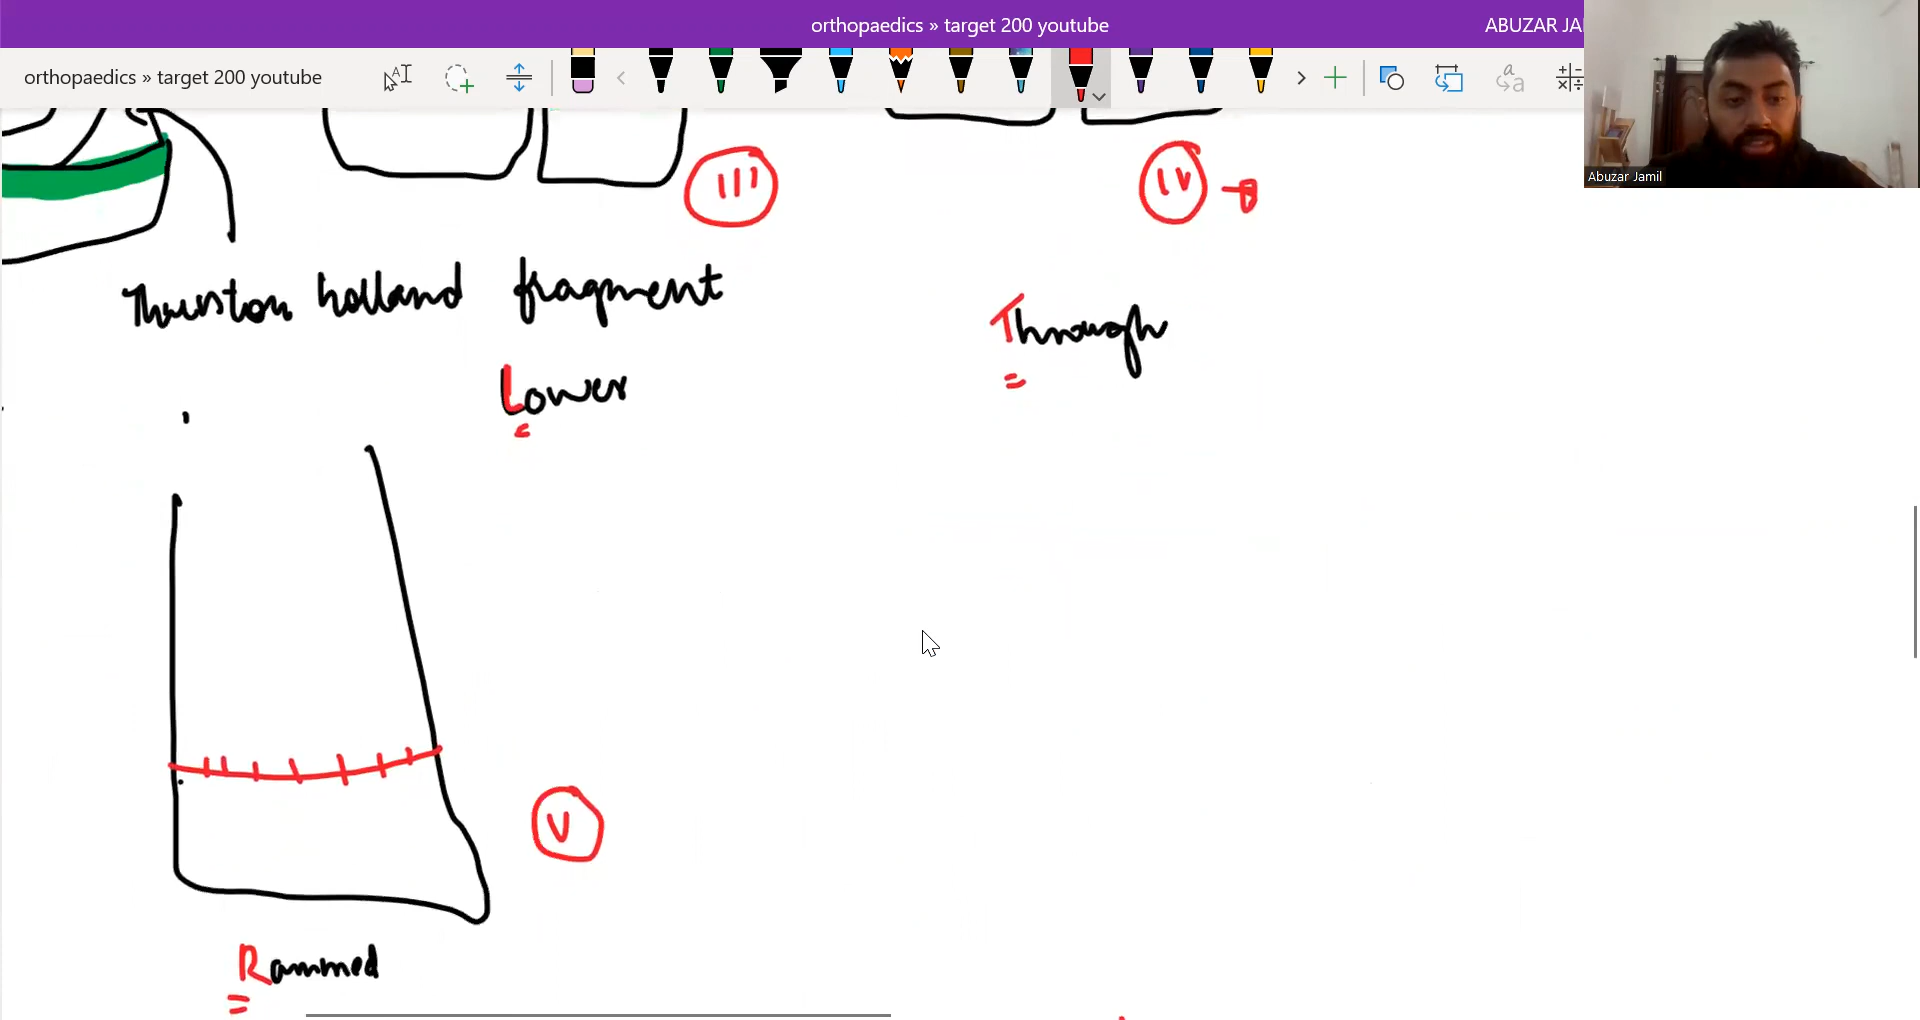 orthopaedics » target 200 youtube
ABUZAR JA
orthopaedics » target 200 youtube
Abuzar Jamil
III
IV
Thurston holland fragment
Through
Lower
V
Rammed